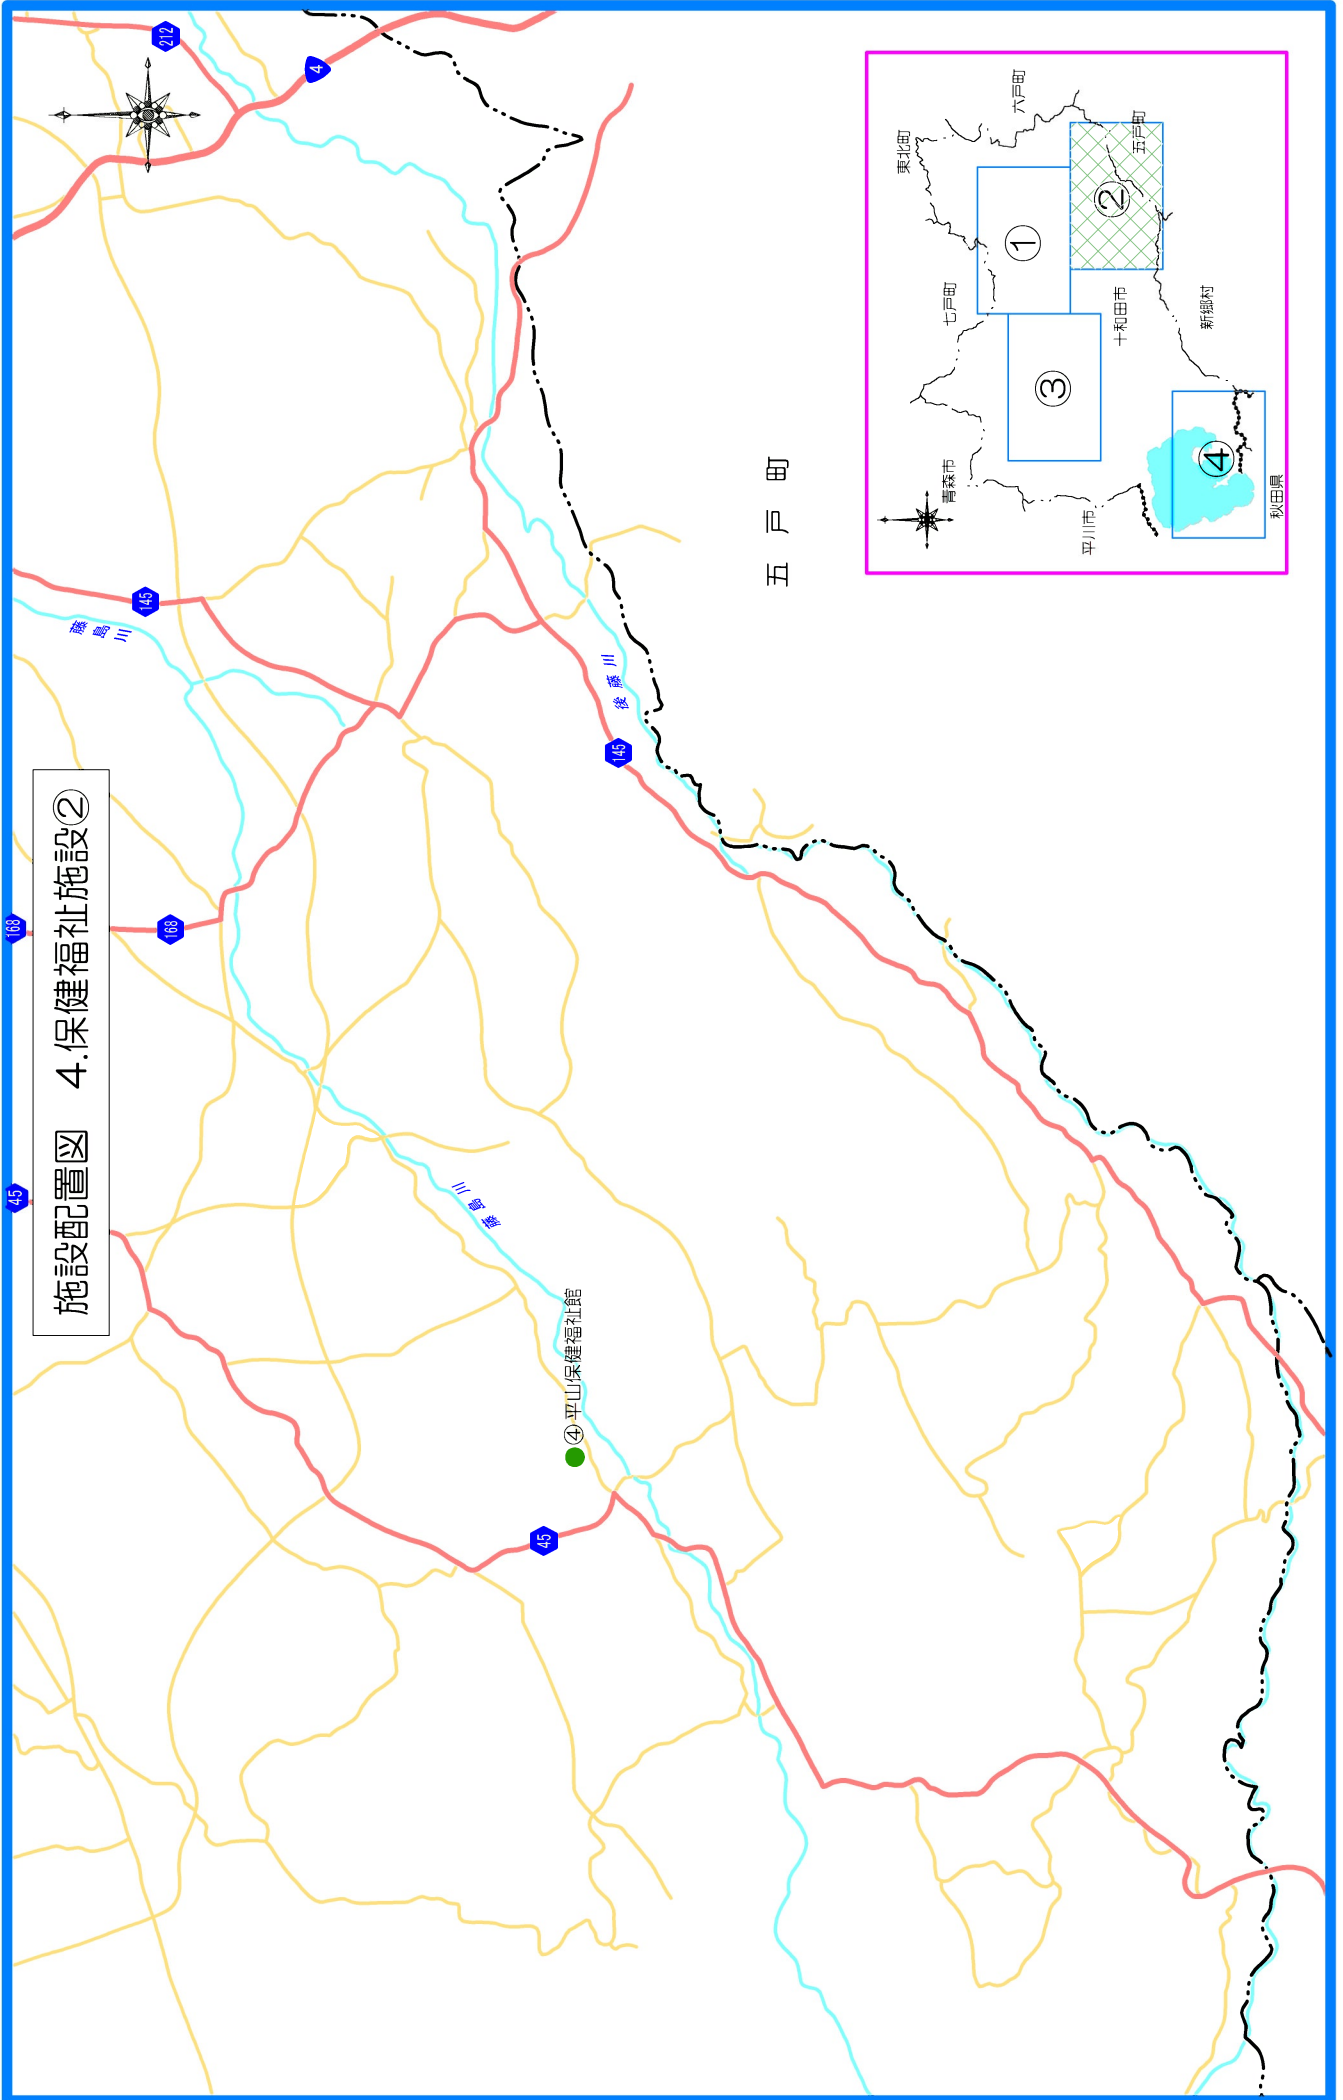 施設配置図　4.保健福祉施設②
45
168
168
145
212
4
藤島川
藤島川
後藤川
145
45
④平山保健福祉館
五戸町
青森市
七戸町
東北町
六戸町
五戸町
十和田市
新郷村
平川市
秋田県
①
②
③
④